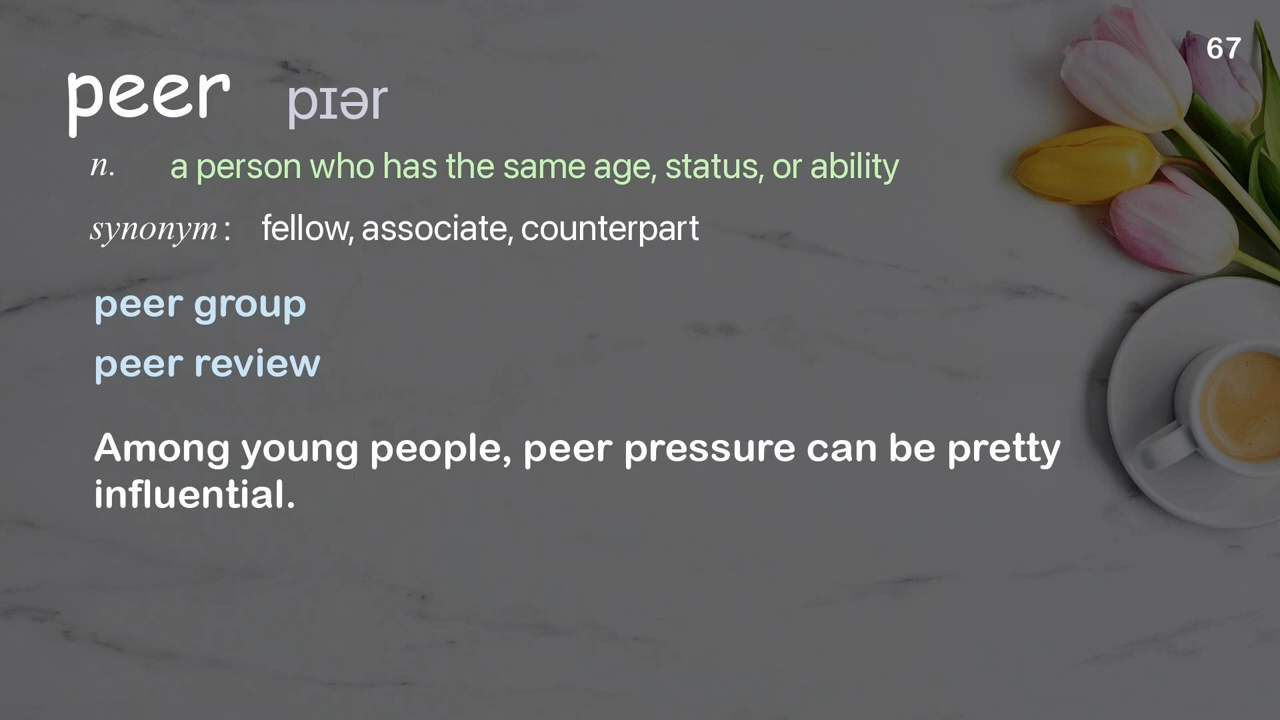 67
peer pɪər
n. a person who has the same age, status, or ability
synonym: fellow, associate, counterpart
peer group
peer review
Among young people, peer pressure can be pretty
influential.